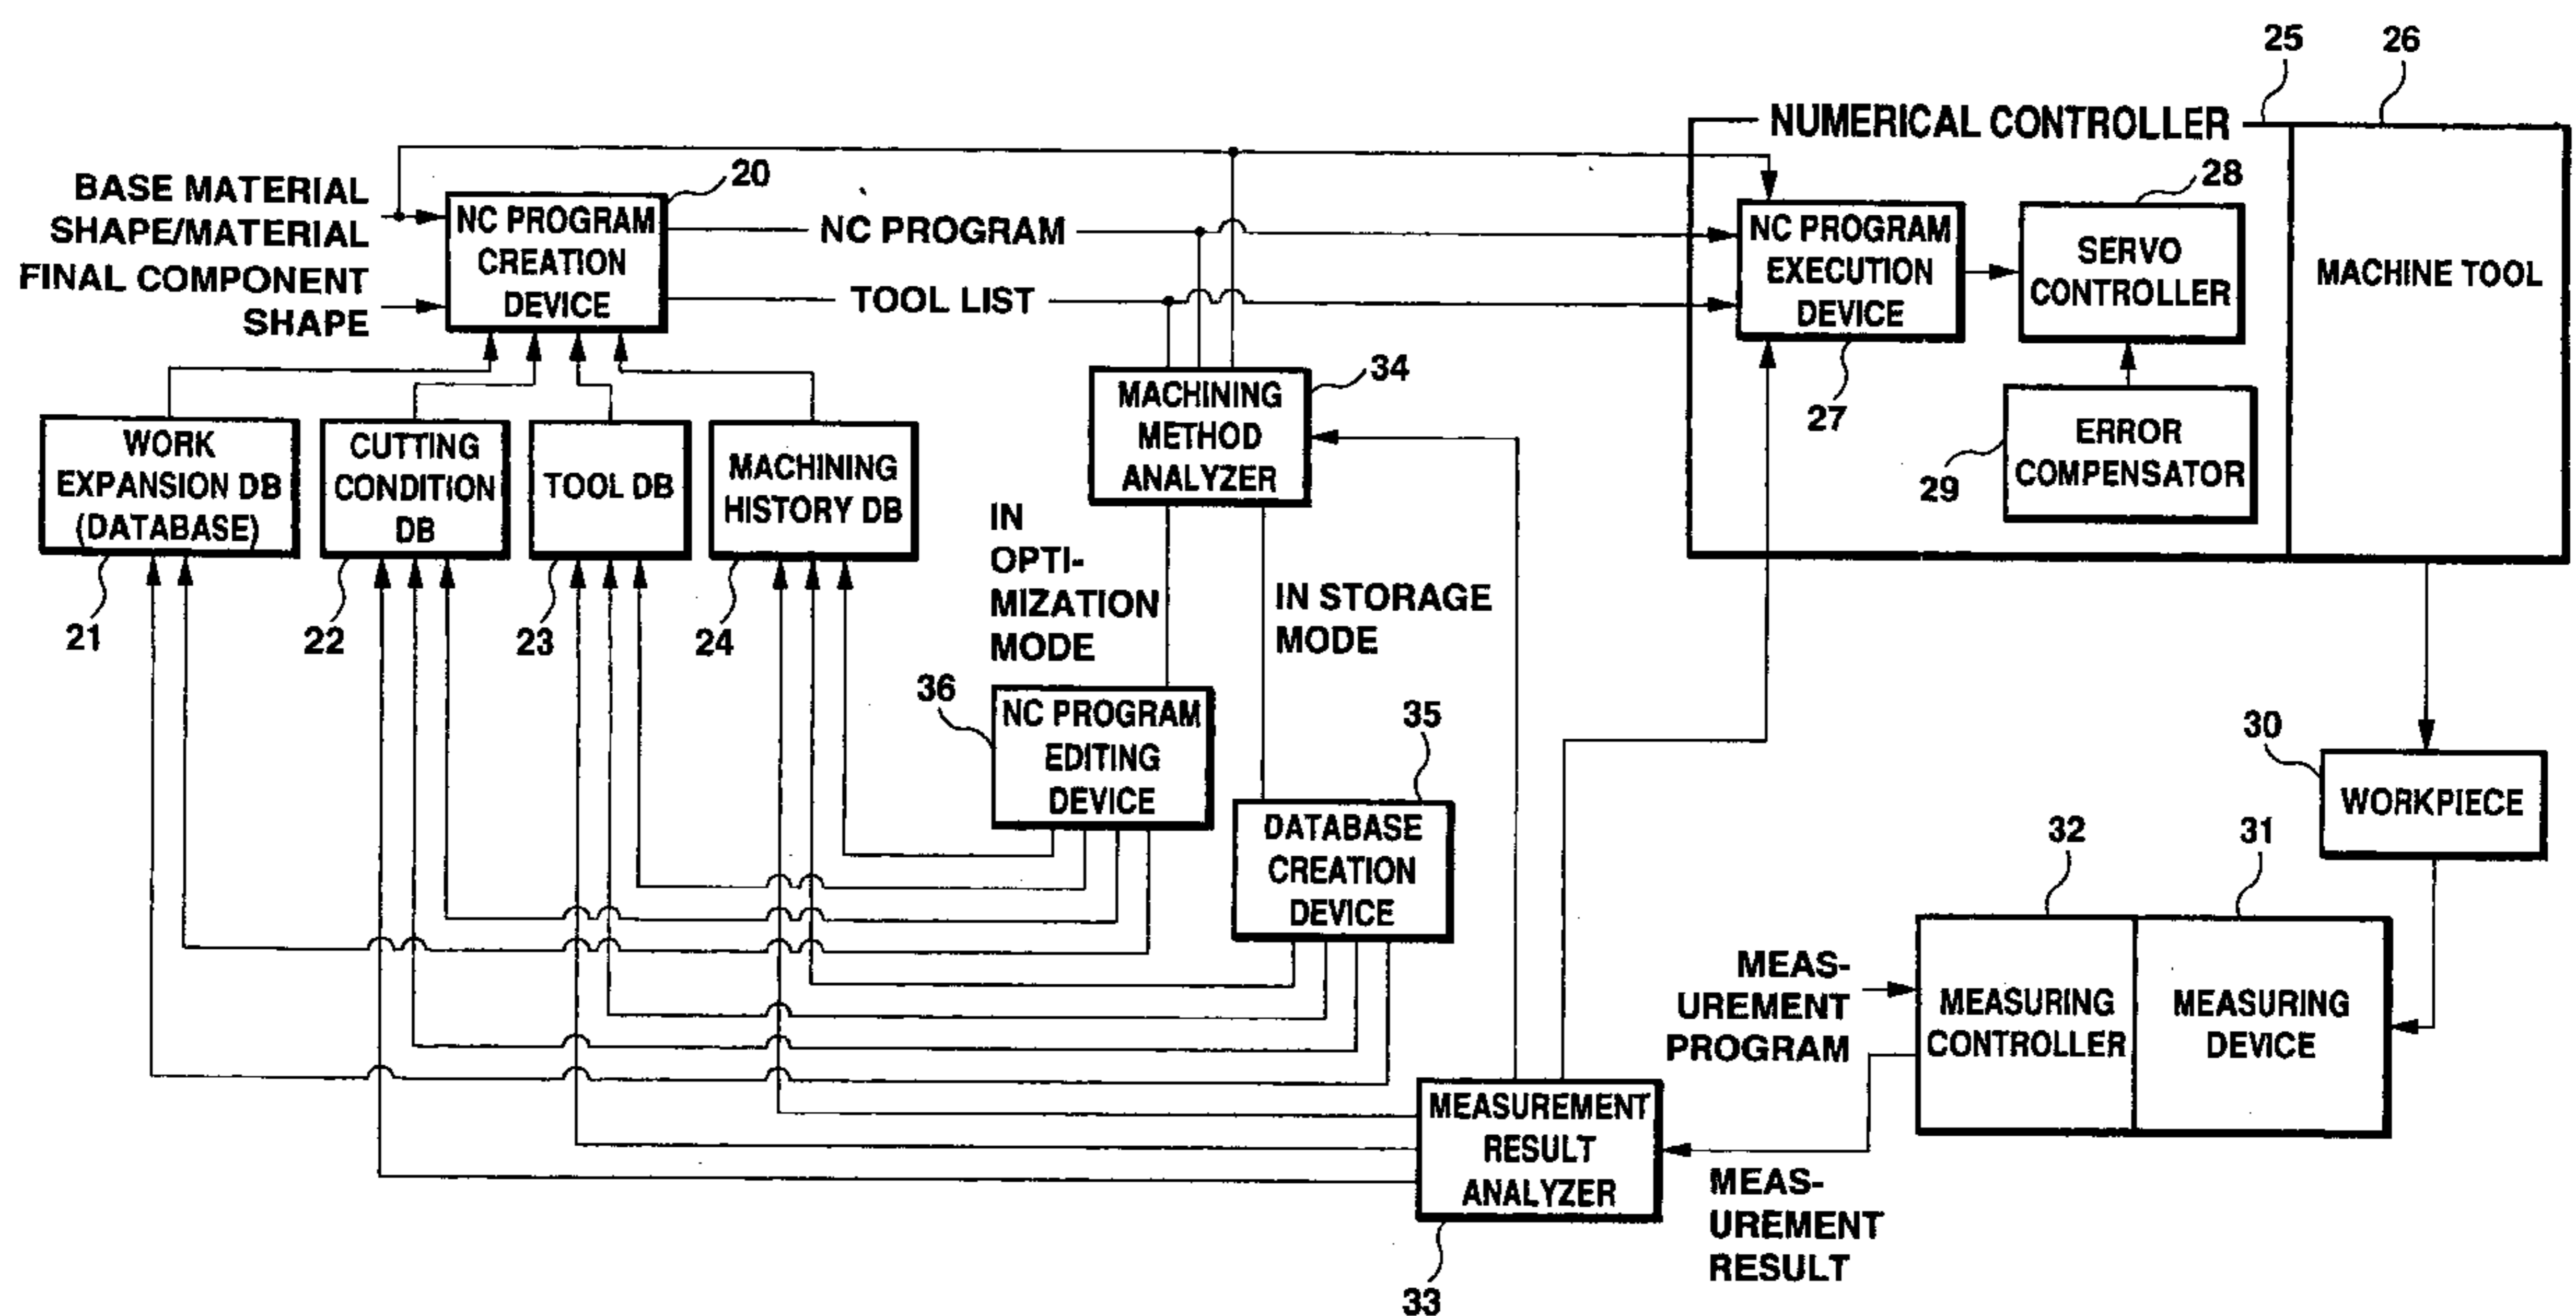 25
26
NUMERICAL CONTROLLER
BASE MATERIAL
SHAPE/MATERIAL
FINAL COMPONENT
SHAPE
20
NC PROGRAM
CREATION
DEVICE
NC PROGRAM
TOOL LIST
NC PROGRAM
EXECUTION
DEVICE
27
28
SERVO
CONTROLLER
ERROR
COMPENSATOR
29
MACHINE TOOL
WORK
EXPANSION DB
(DATABASE)
21
CUTTING
CONDITION
DB
22
TOOL DB
23
MACHINING
HISTORY DB
24
MACHINING
METHOD
ANALYZER
34
IN
OPTI-
MIZATION
MODE
IN STORAGE
MODE
36
NC PROGRAM
EDITING
DEVICE
35
DATABASE
CREATION
DEVICE
30
WORKPIECE
32
31
MEAS-
UREMENT
PROGRAM
MEASURING
CONTROLLER
MEASURING
DEVICE
MEASUREMENT
RESULT
ANALYZER
33
MEAS-
UREMENT
RESULT